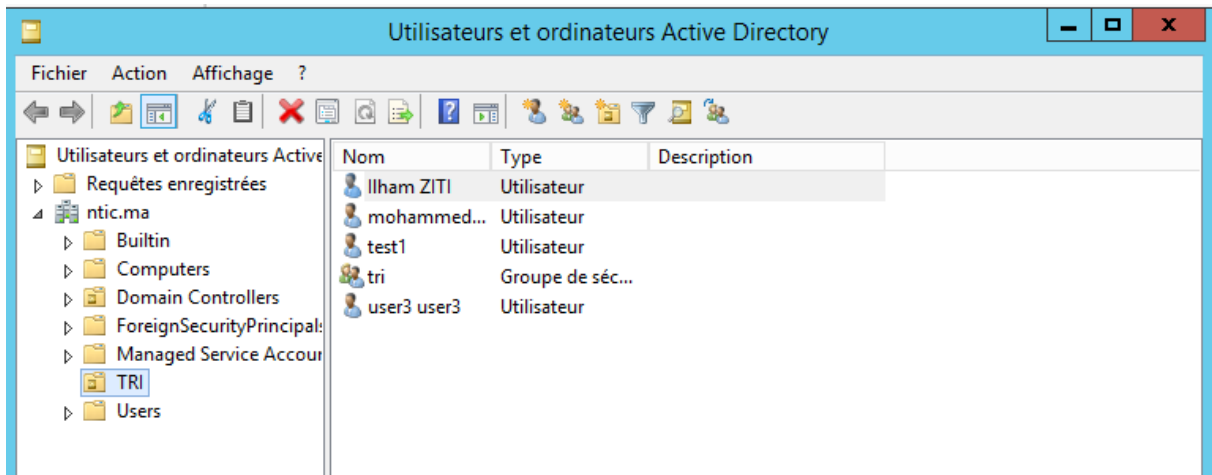 Utilisateurs et ordinateurs Active Directory
Fichier Action Affichage ?
Utilisateurs et ordinateurs Active
Requêtes enregistrées
ntic.ma
Builtin
Computers
Domain Controllers
ForeignSecurityPrincipal
Managed Service Accour
TRI
Users
Nom Type Description
Ilham ZITI Utilisateur
mohammed... Utilisateur
test1 Utilisateur
tri Groupe de séc...
user3 user3 Utilisateur